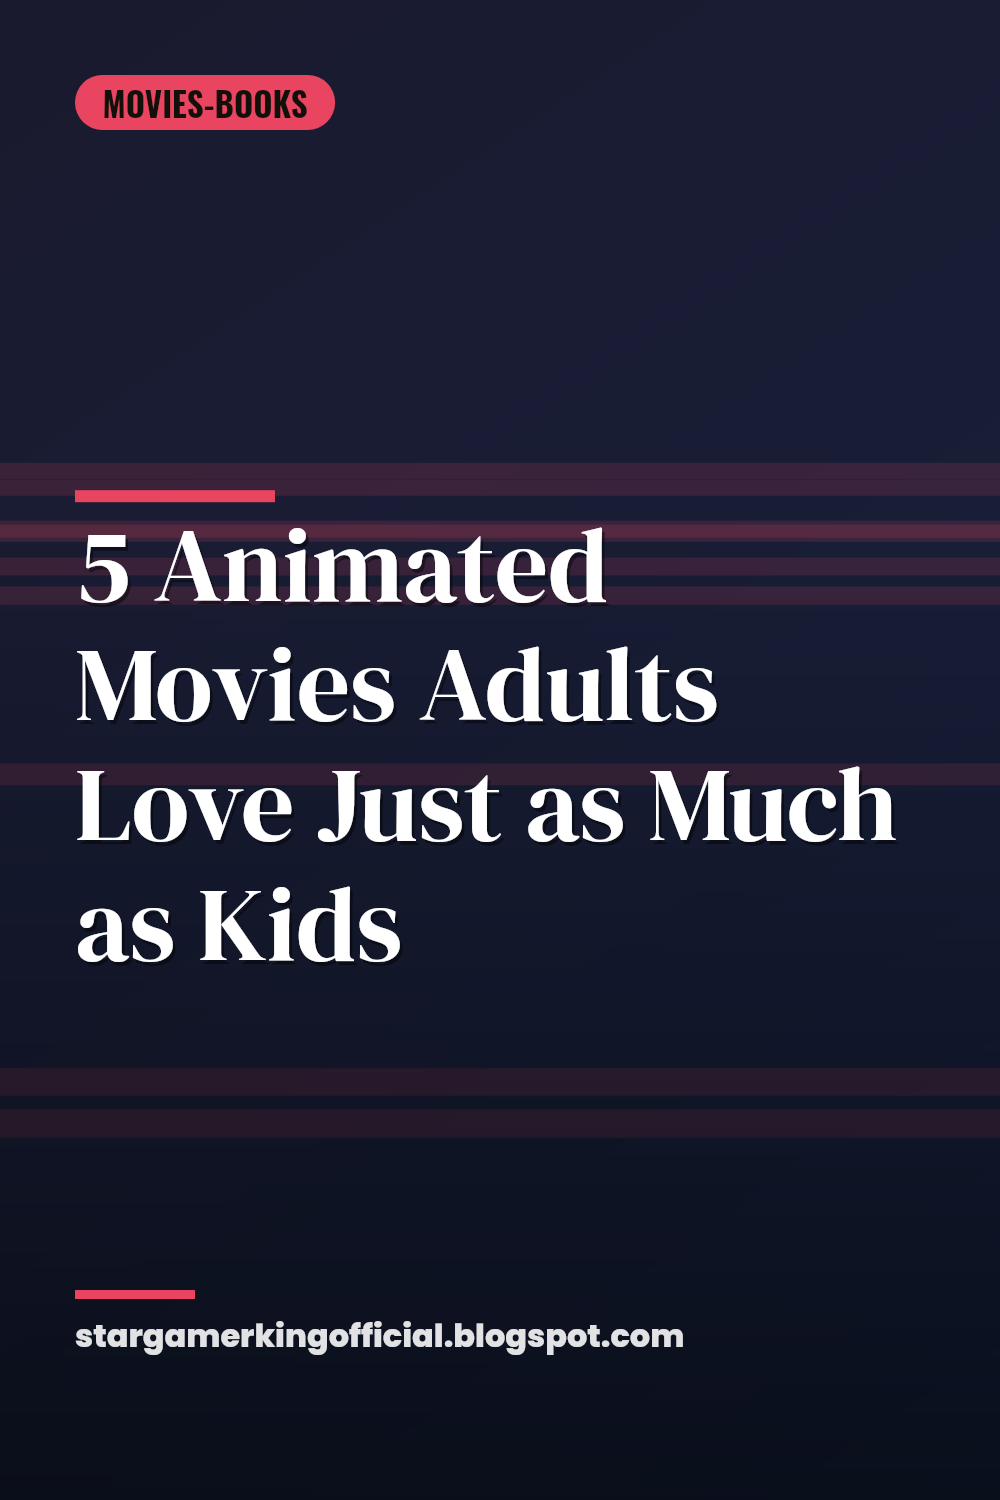 MOVIES-BOOKS
5 Animated
Movies Adults
Love Just as Much
as Kids
stargamerkingofficial.blogspot.com